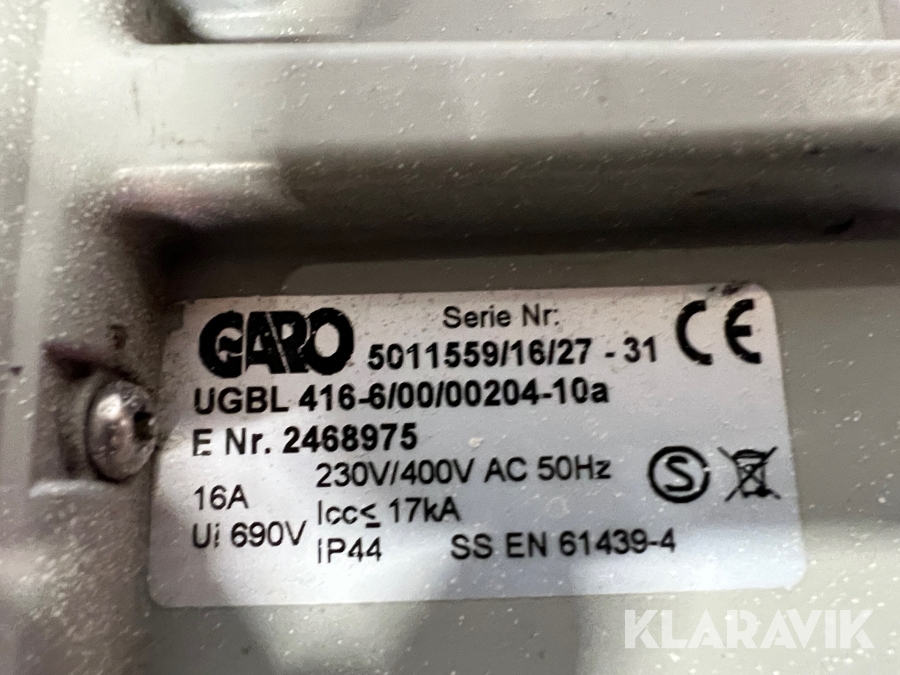 GARO
Serie Nr:
5011559/16/27 - 31
CE
UGBL 416-6/00/00204-10a
E Nr. 2468975
16A
230V/400V AC 50Hz
S
Icc≤ 17kA
Ui 690V
IP44
SS EN 61439-4
KLARAVIK